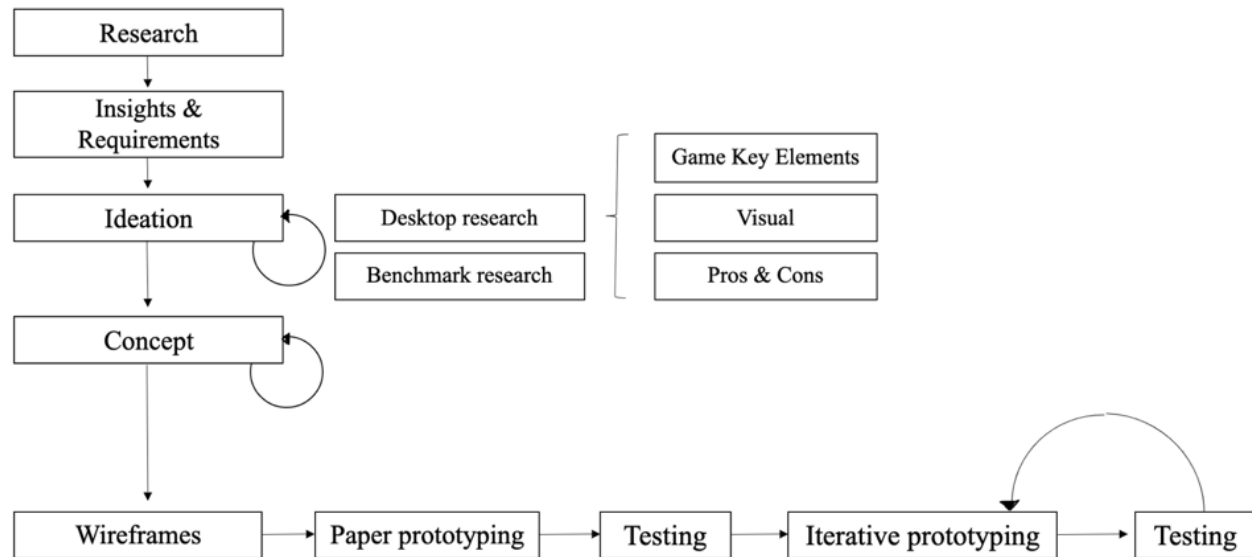 Research
Insights &
Requirements
Game Key Elements
Ideation
Desktop research
Visual
Benchmark research
Pros & Cons
Concept
Wireframes
Paper prototyping
Testing
Iterative prototyping
Testing